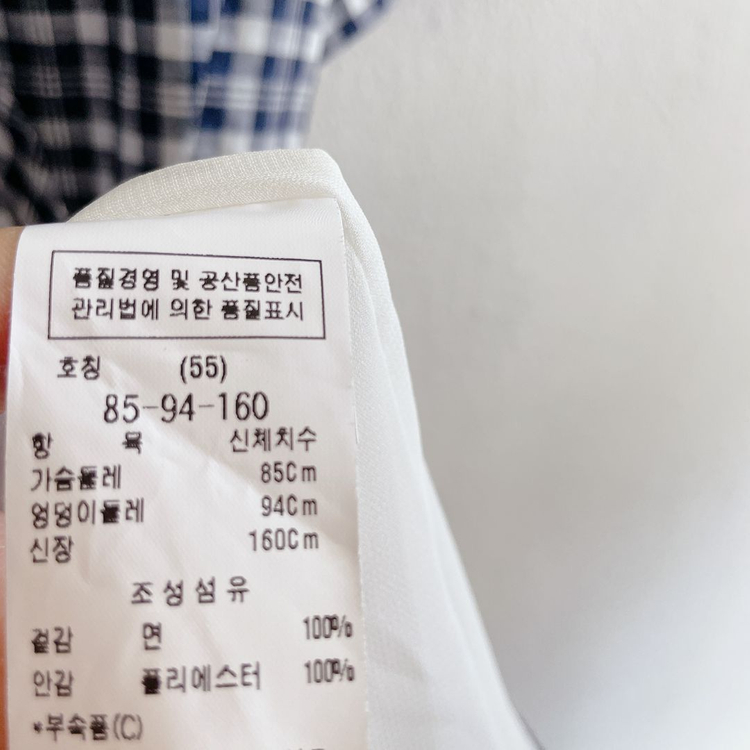 품질경영 및 공산품안전
관리법에 의한 품질표시
호칭 (55)
85-94-160
항 목 신체치수
가슴둘레 85Cm
엉덩이둘레 94Cm
신장 160Cm
조성섬유
겉감 면 100%
안감 폴리에스터 100%
*부속품(C)